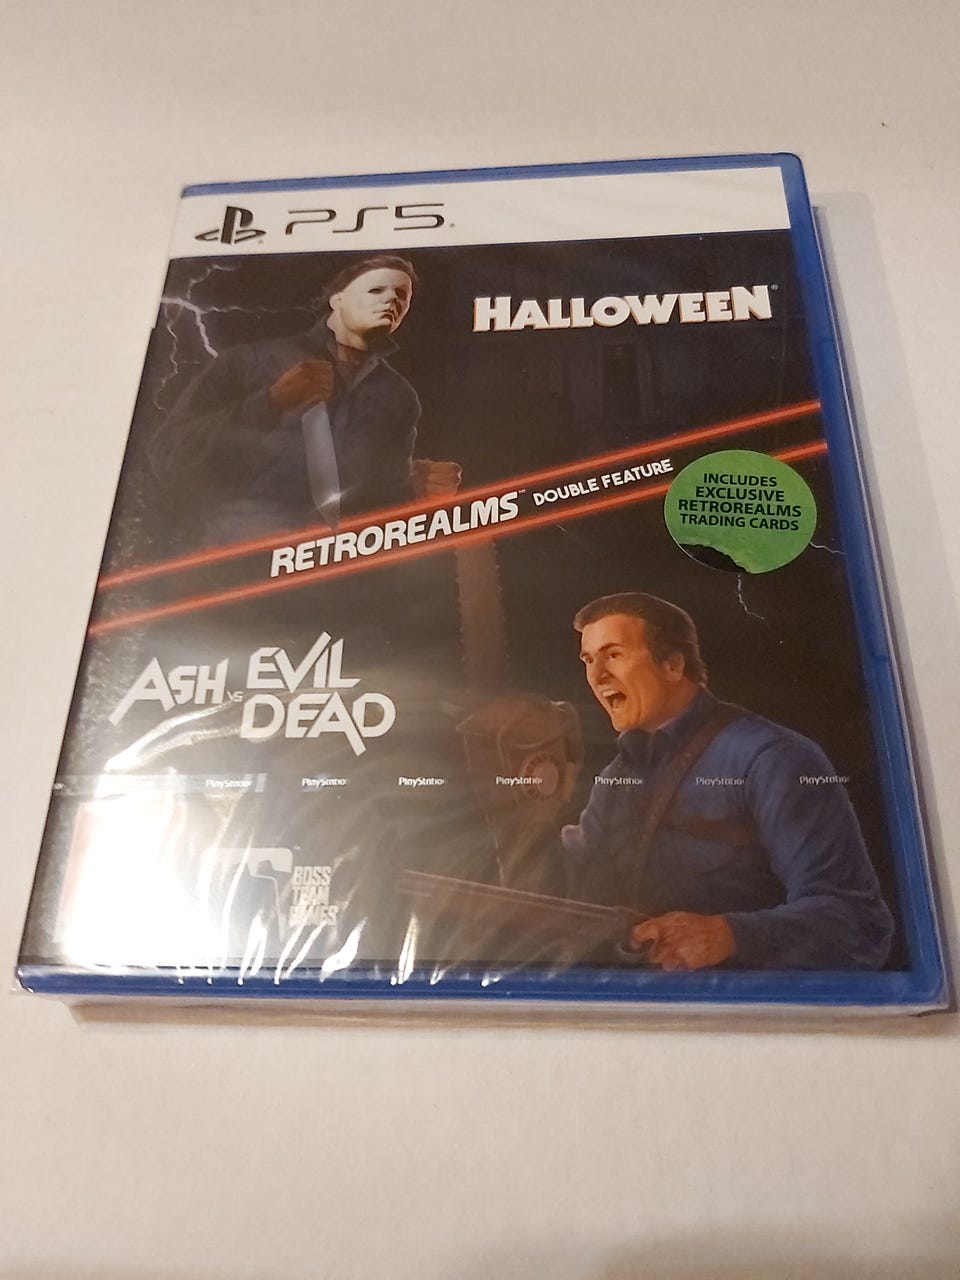 PS5
HALLOWEEN
RETROREALMS™ DOUBLE FEATURE
INCLUDES
EXCLUSIVE
RETROREALMS
TRADING CARDS
ASH vs EVIL
DEAD
PlayStation PlayStation PlayStation PlayStation PlayStation PlayStation PlayStation
BOSS
TEAM
GAMES